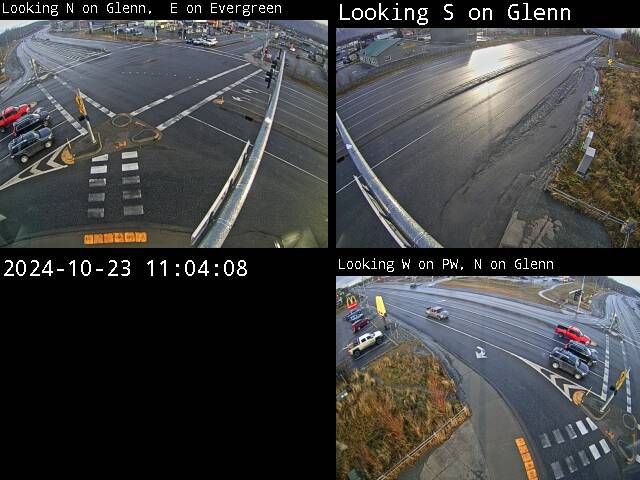 Looking N on Glenn, E on Evergreen
Looking S on Glenn
2024-10-23 11:04:08
Looking W on PW, N on Glenn